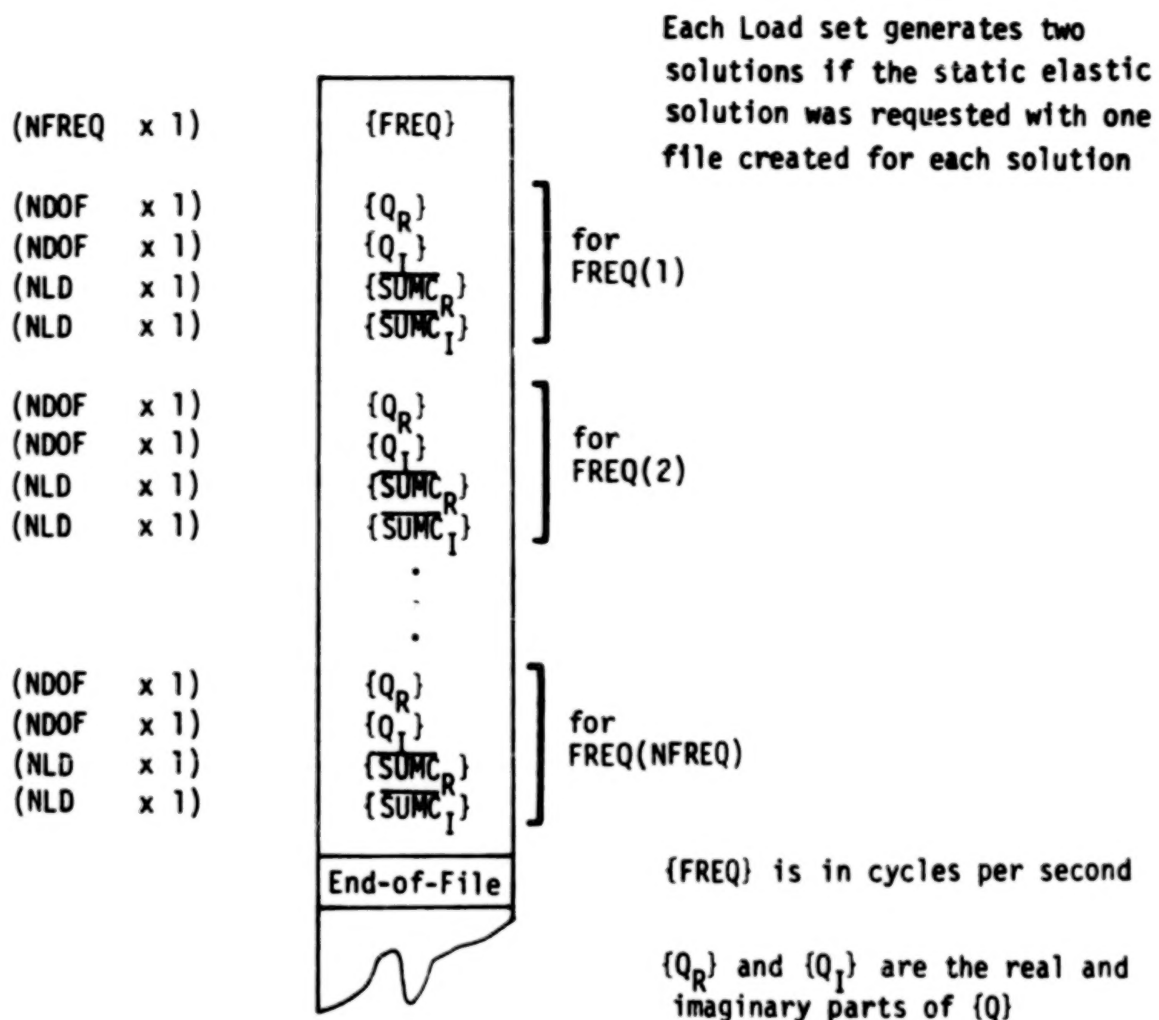 Each Load set generates two
solutions if the static elastic
solution was requested with one
file created for each solution
(NFREQ x 1) {FREQ}
(NDOF x 1) {Q_R}
(NDOF x 1) {Q_I}
(NLD x 1) {SUMC_R}
(NLD x 1) {SUMC_I}
for
FREQ(1)
(NDOF x 1) {Q_R}
(NDOF x 1) {Q_I}
(NLD x 1) {SUMC_R}
(NLD x 1) {SUMC_I}
for
FREQ(2)
(NDOF x 1) {Q_R}
(NDOF x 1) {Q_I}
(NLD x 1) {SUMC_R}
(NLD x 1) {SUMC_I}
for
FREQ(NFREQ)
End-of-File
{FREQ} is in cycles per second
{Q_R} and {Q_I} are the real and
imaginary parts of {Q}